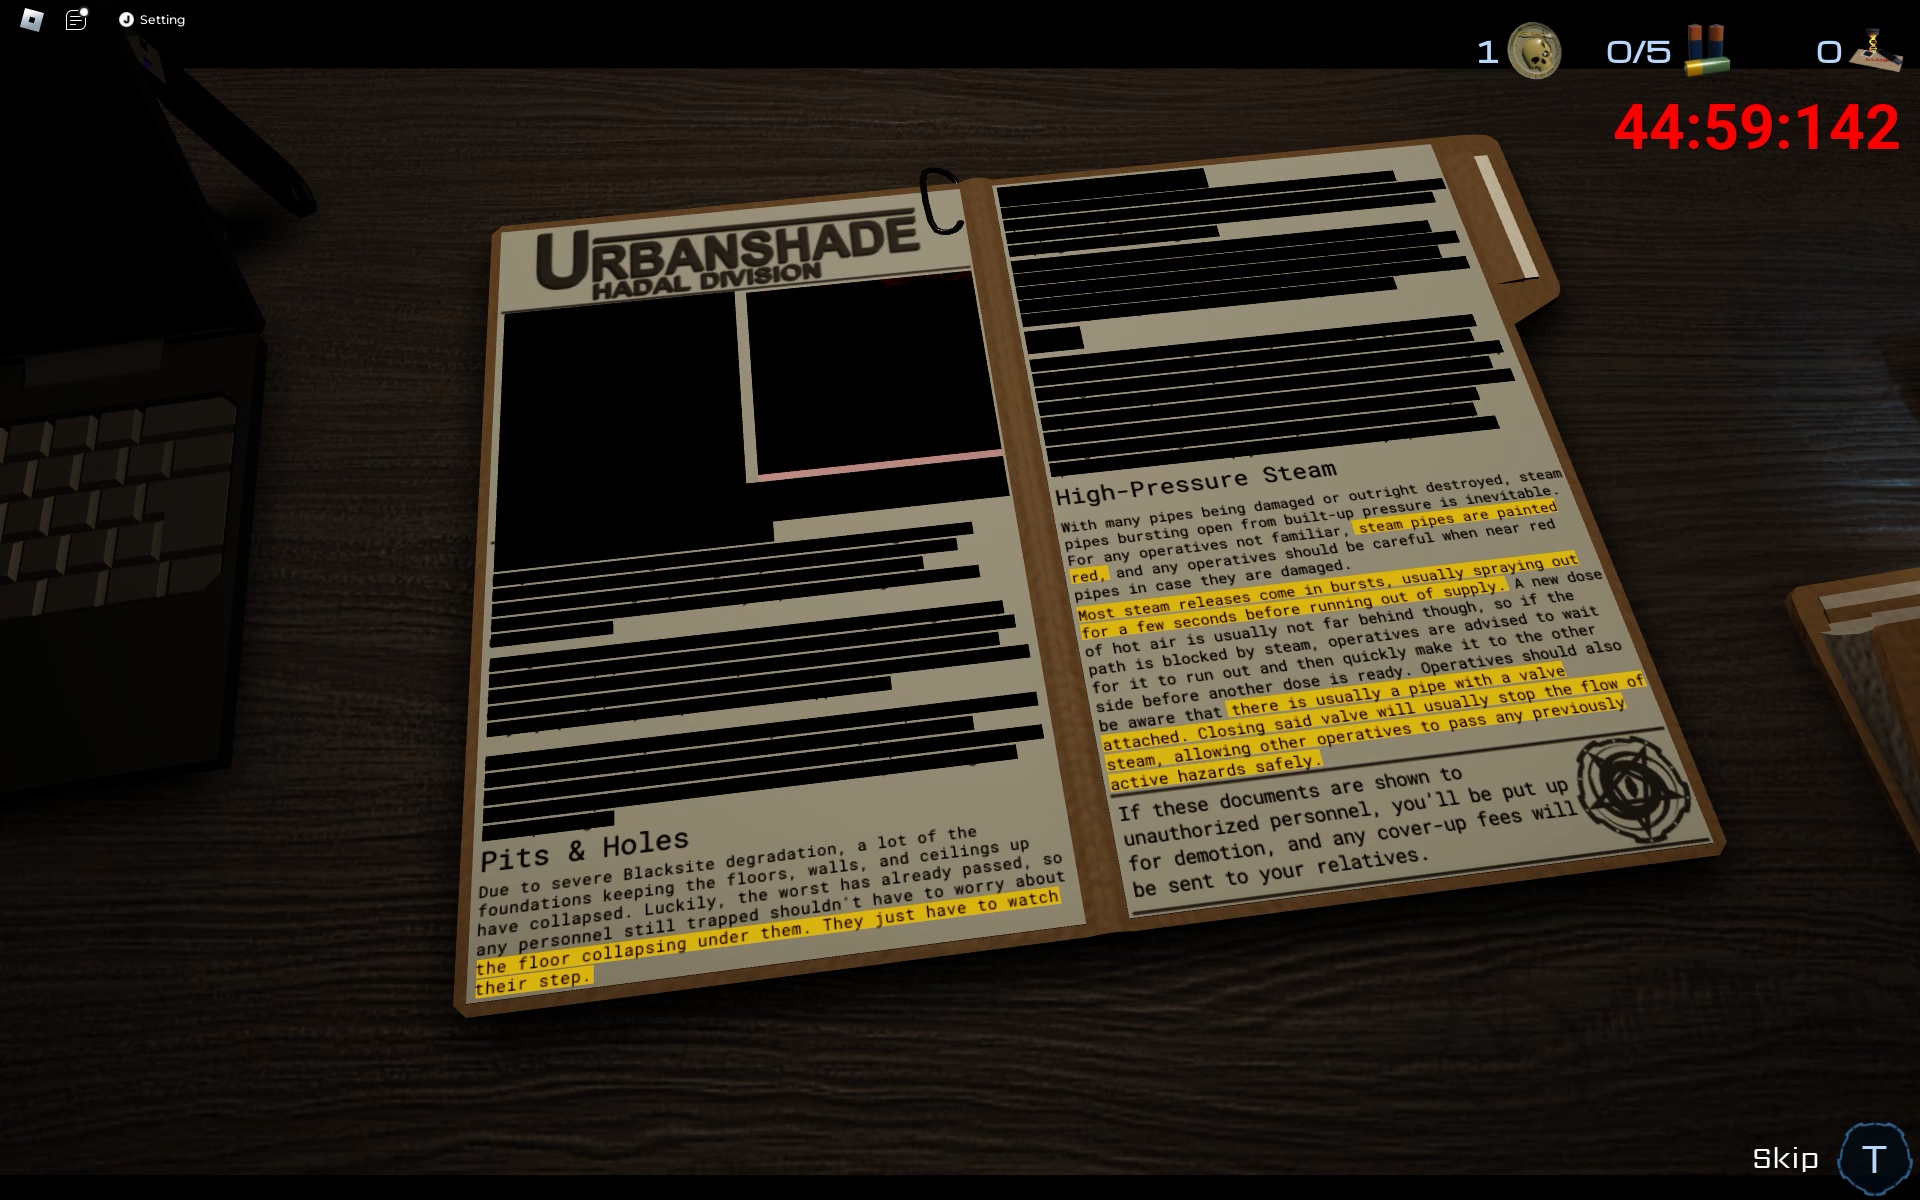 Setting
1
0/5
0
44:59:142
URBANSHADE
HADAL DIVISION
Pits & Holes
Due to severe Blacksite degradation, a lot of the
foundations keeping the floors, walls, and ceilings up
have collapsed. Luckily, the worst has already passed, so
any personnel still trapped shouldn't have to worry about
the floor collapsing under them. They just have to watch
their step.
High-Pressure Steam
With many pipes being damaged or outright destroyed, steam
pipes bursting open from built-up pressure is inevitable.
For any operatives not familiar, steam pipes are painted
red, and any operatives should be careful when near red
pipes in case they are damaged.
Most steam releases come in bursts, usually spraying out
for a few seconds before running out of supply. A new dose
of hot air is usually not far behind though, so if the
path is blocked by steam, operatives are advised to wait
for it to run out and then quickly make it to the other
side before another dose is ready. Operatives should also
be aware that there is usually a pipe with a valve
attached. Closing said valve will usually stop the flow of
steam, allowing other operatives to pass any previously
active hazards safely.
If these documents are shown to
unauthorized personnel, you'll be put up
for demotion, and any cover-up fees will
be sent to your relatives.
Skip
T